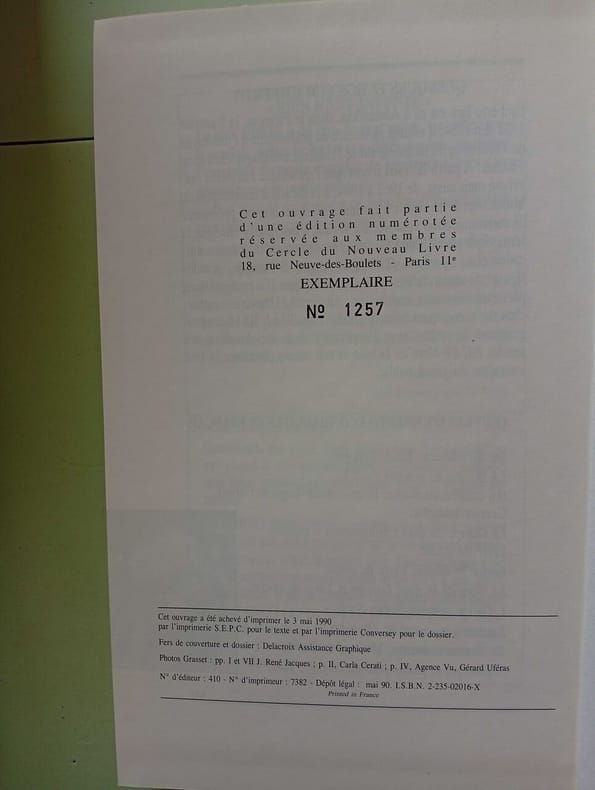 Cet ouvrage fait partie
d'une édition numérotée
réservée aux membres
du Cercle du Nouveau Livre
18, rue Neuve-des-Boulets - Paris 11e
EXEMPLAIRE
Nº 1257
Cet ouvrage a été achevé d'imprimer le 3 mai 1990
par l'imprimerie S.E.P.C. pour le texte et par l'imprimerie Conversey pour le dossier.
Fers de couverture et dossier : Delacroix Assistance Graphique
Photos Grasset : pp. I et VII J. René Jacques ; p. II, Carla Cerati ; p. IV, Agence Vu, Gérard Uféras
N° d'éditeur : 410 - N° d'imprimeur : 7382 - Dépôt légal : mai 90. I.S.B.N. 2-235-02016-X
Printed in France